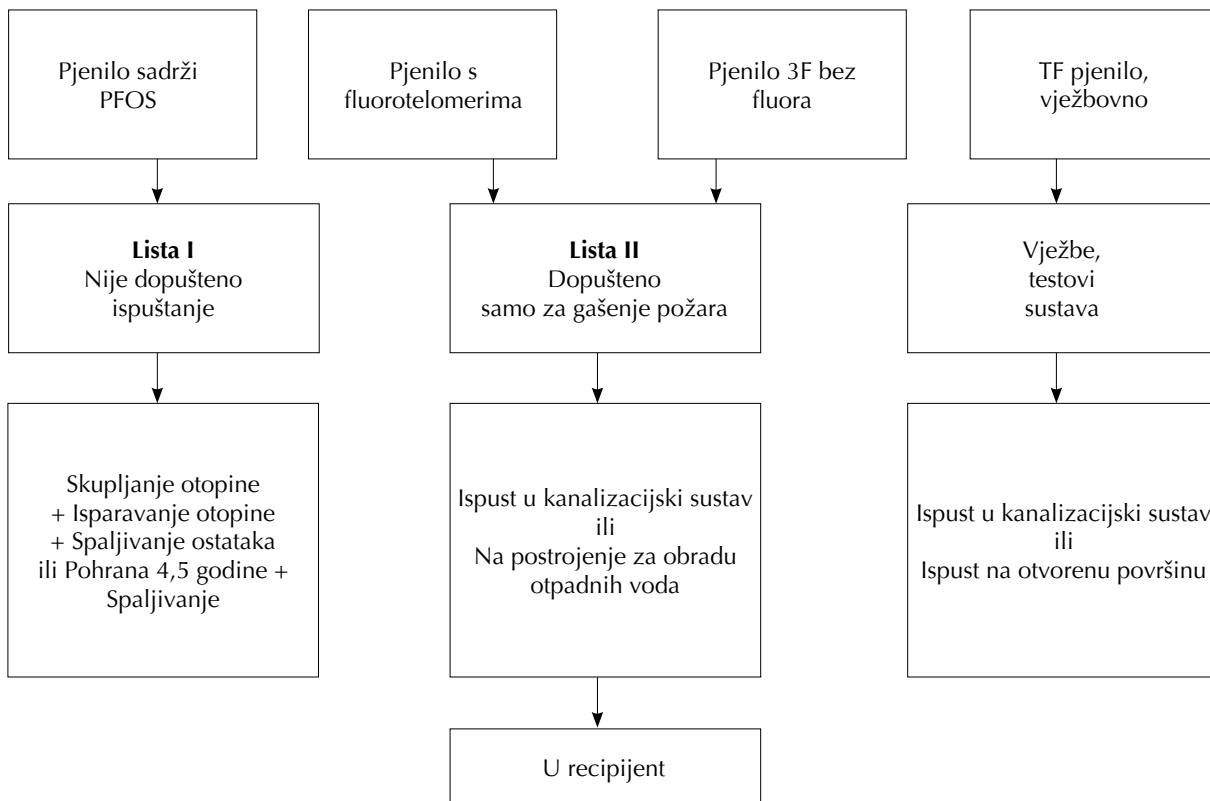 Pjenilo sadrži
PFOS
Pjenilo s
fluorotelomerima
Pjenilo 3F bez
fluora
TF pjenilo,
vježbovno
Lista I
Nije dopušteno
ispuštanje
Lista II
Dopušteno
samo za gašenje požara
Vježbe,
testovi
sustava
Skupljanje otopine
+ Isparavanje otopine
+ Spaljivanje ostataka
ili Pohrana 4,5 godine +
Spaljivanje
Ispust u kanalizacijski sustav
ili
Na postrojenje za obradu
otpadnih voda
Ispust u kanalizacijski sustav
ili
Ispust na otvorenu površinu
U recipijent